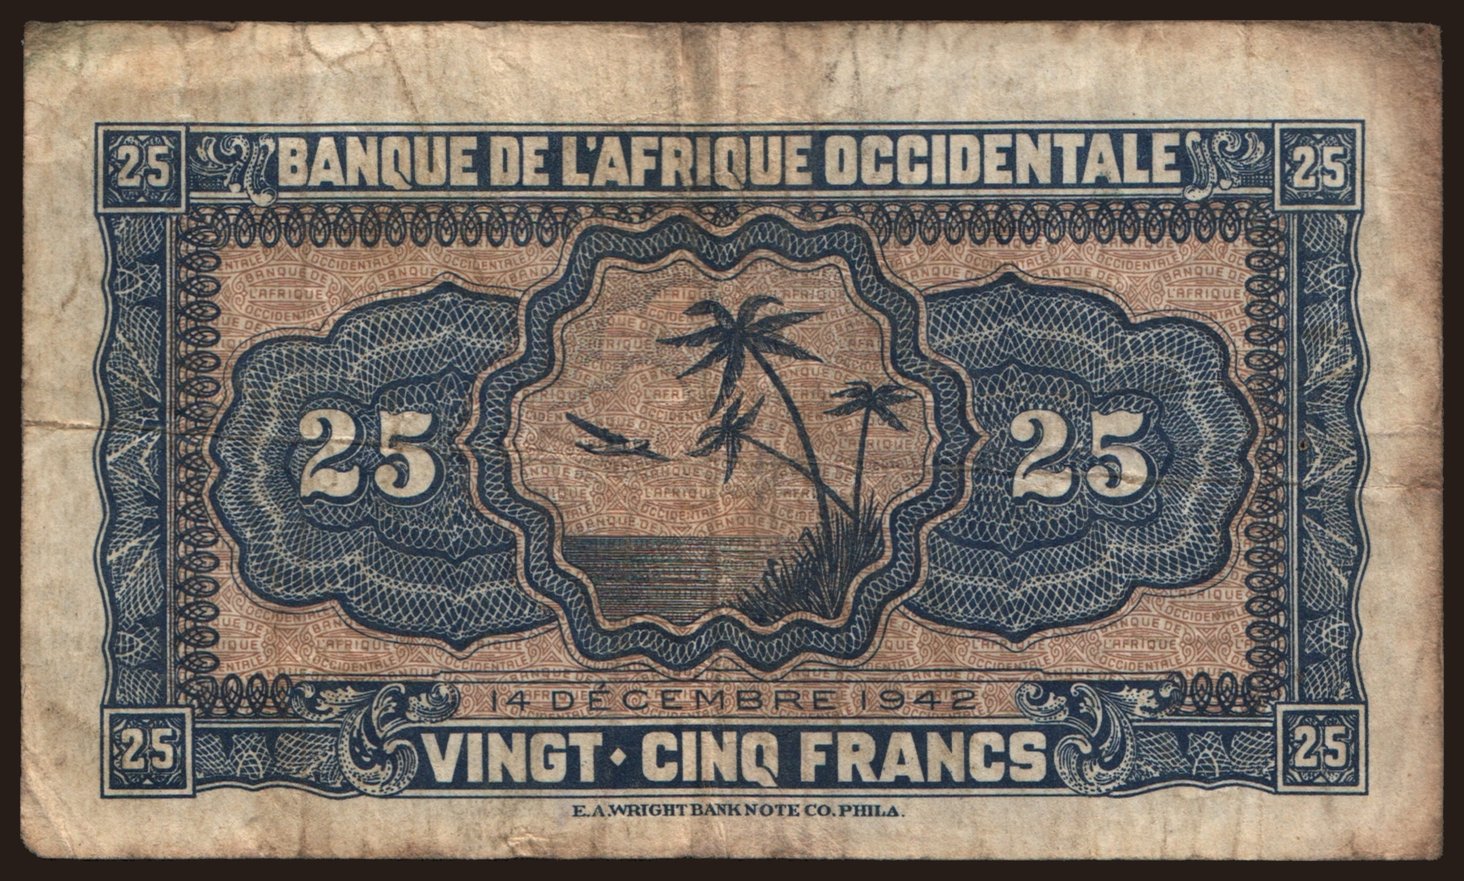 25 BANQUE DE L'AFRIQUE OCCIDENTALE 25
25 25
14 DÉCEMBRE 1942
25 VINGT·CINQ FRANCS 25
E.A.WRIGHT BANK NOTE CO. PHILA.